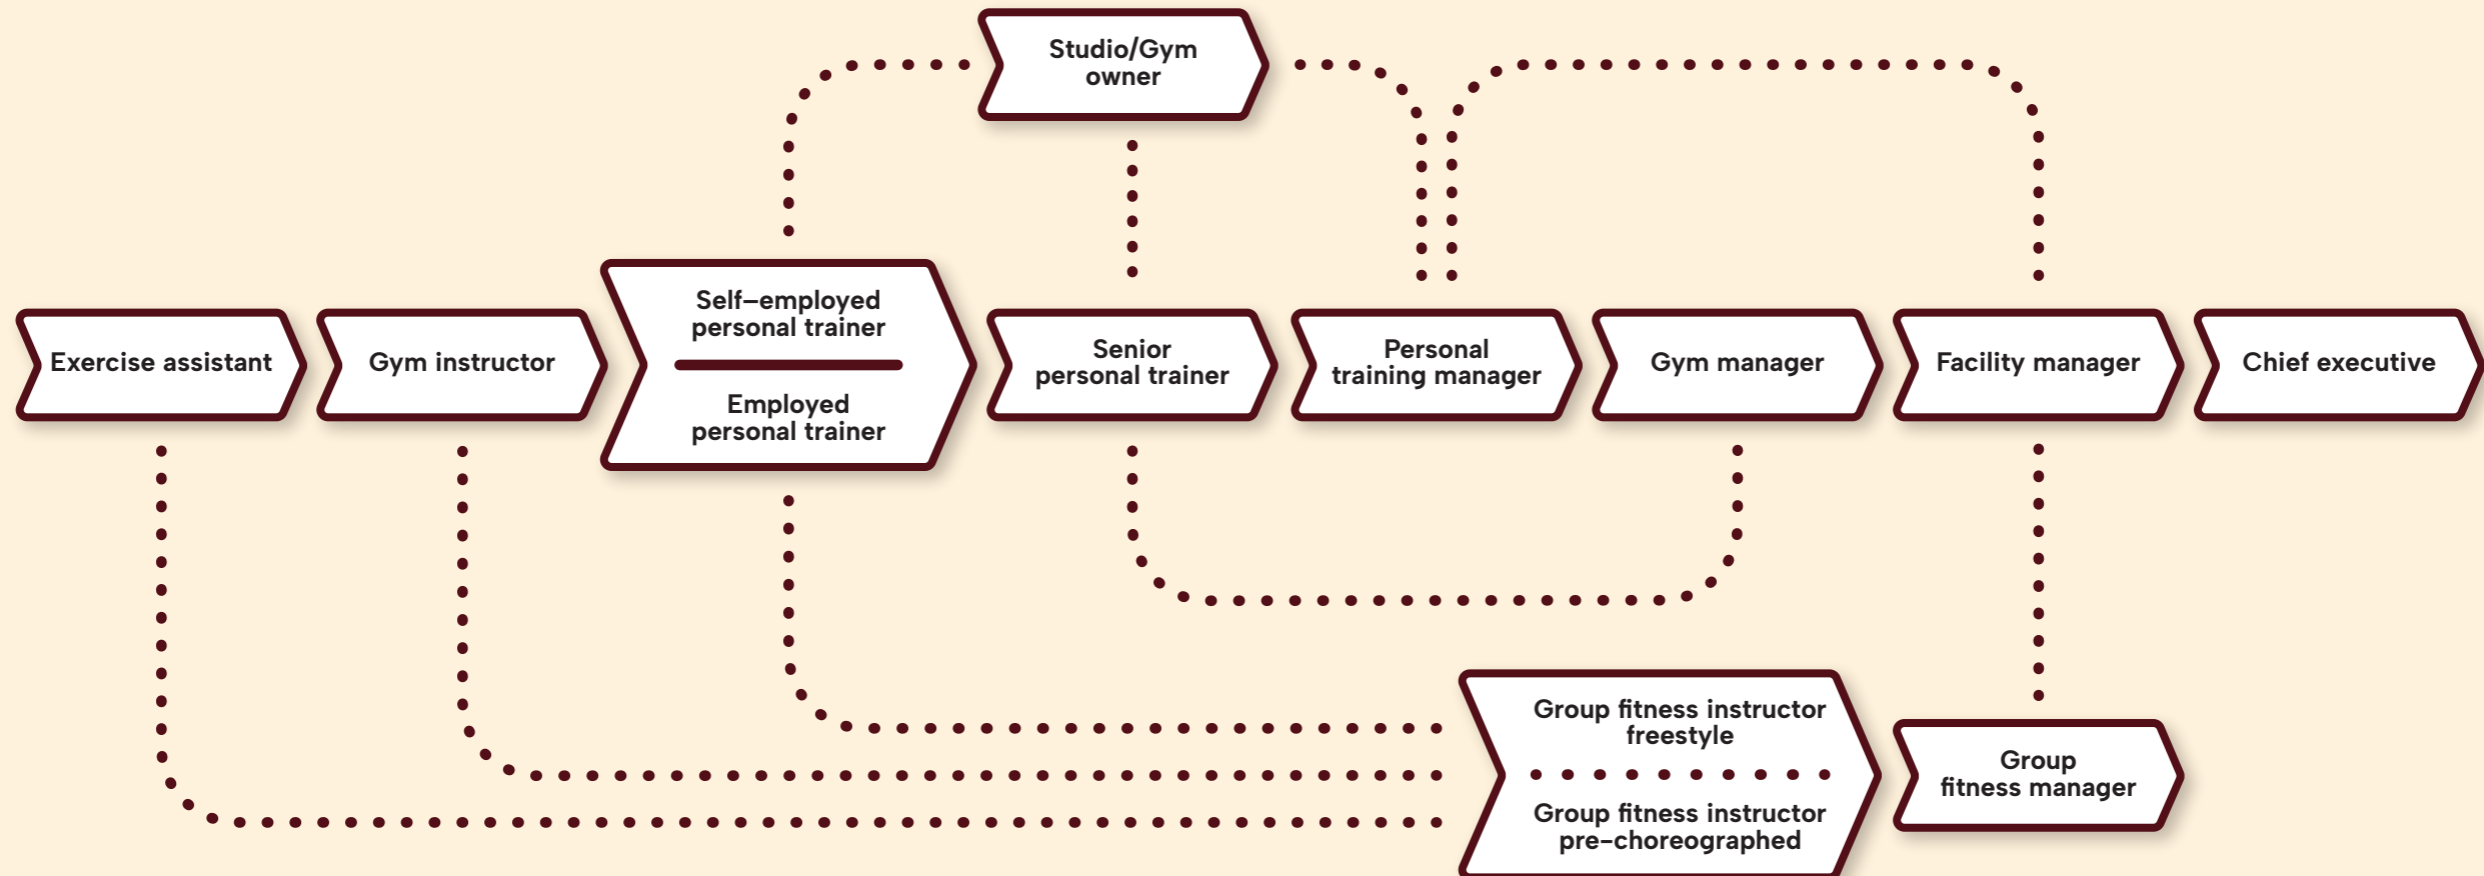 Studio/Gym
owner
Exercise assistant
Gym instructor
Self–employed
personal trainer
Employed
personal trainer
Senior
personal trainer
Personal
training manager
Gym manager
Facility manager
Chief executive
Group fitness instructor
freestyle
Group fitness instructor
pre-choreographed
Group
fitness manager